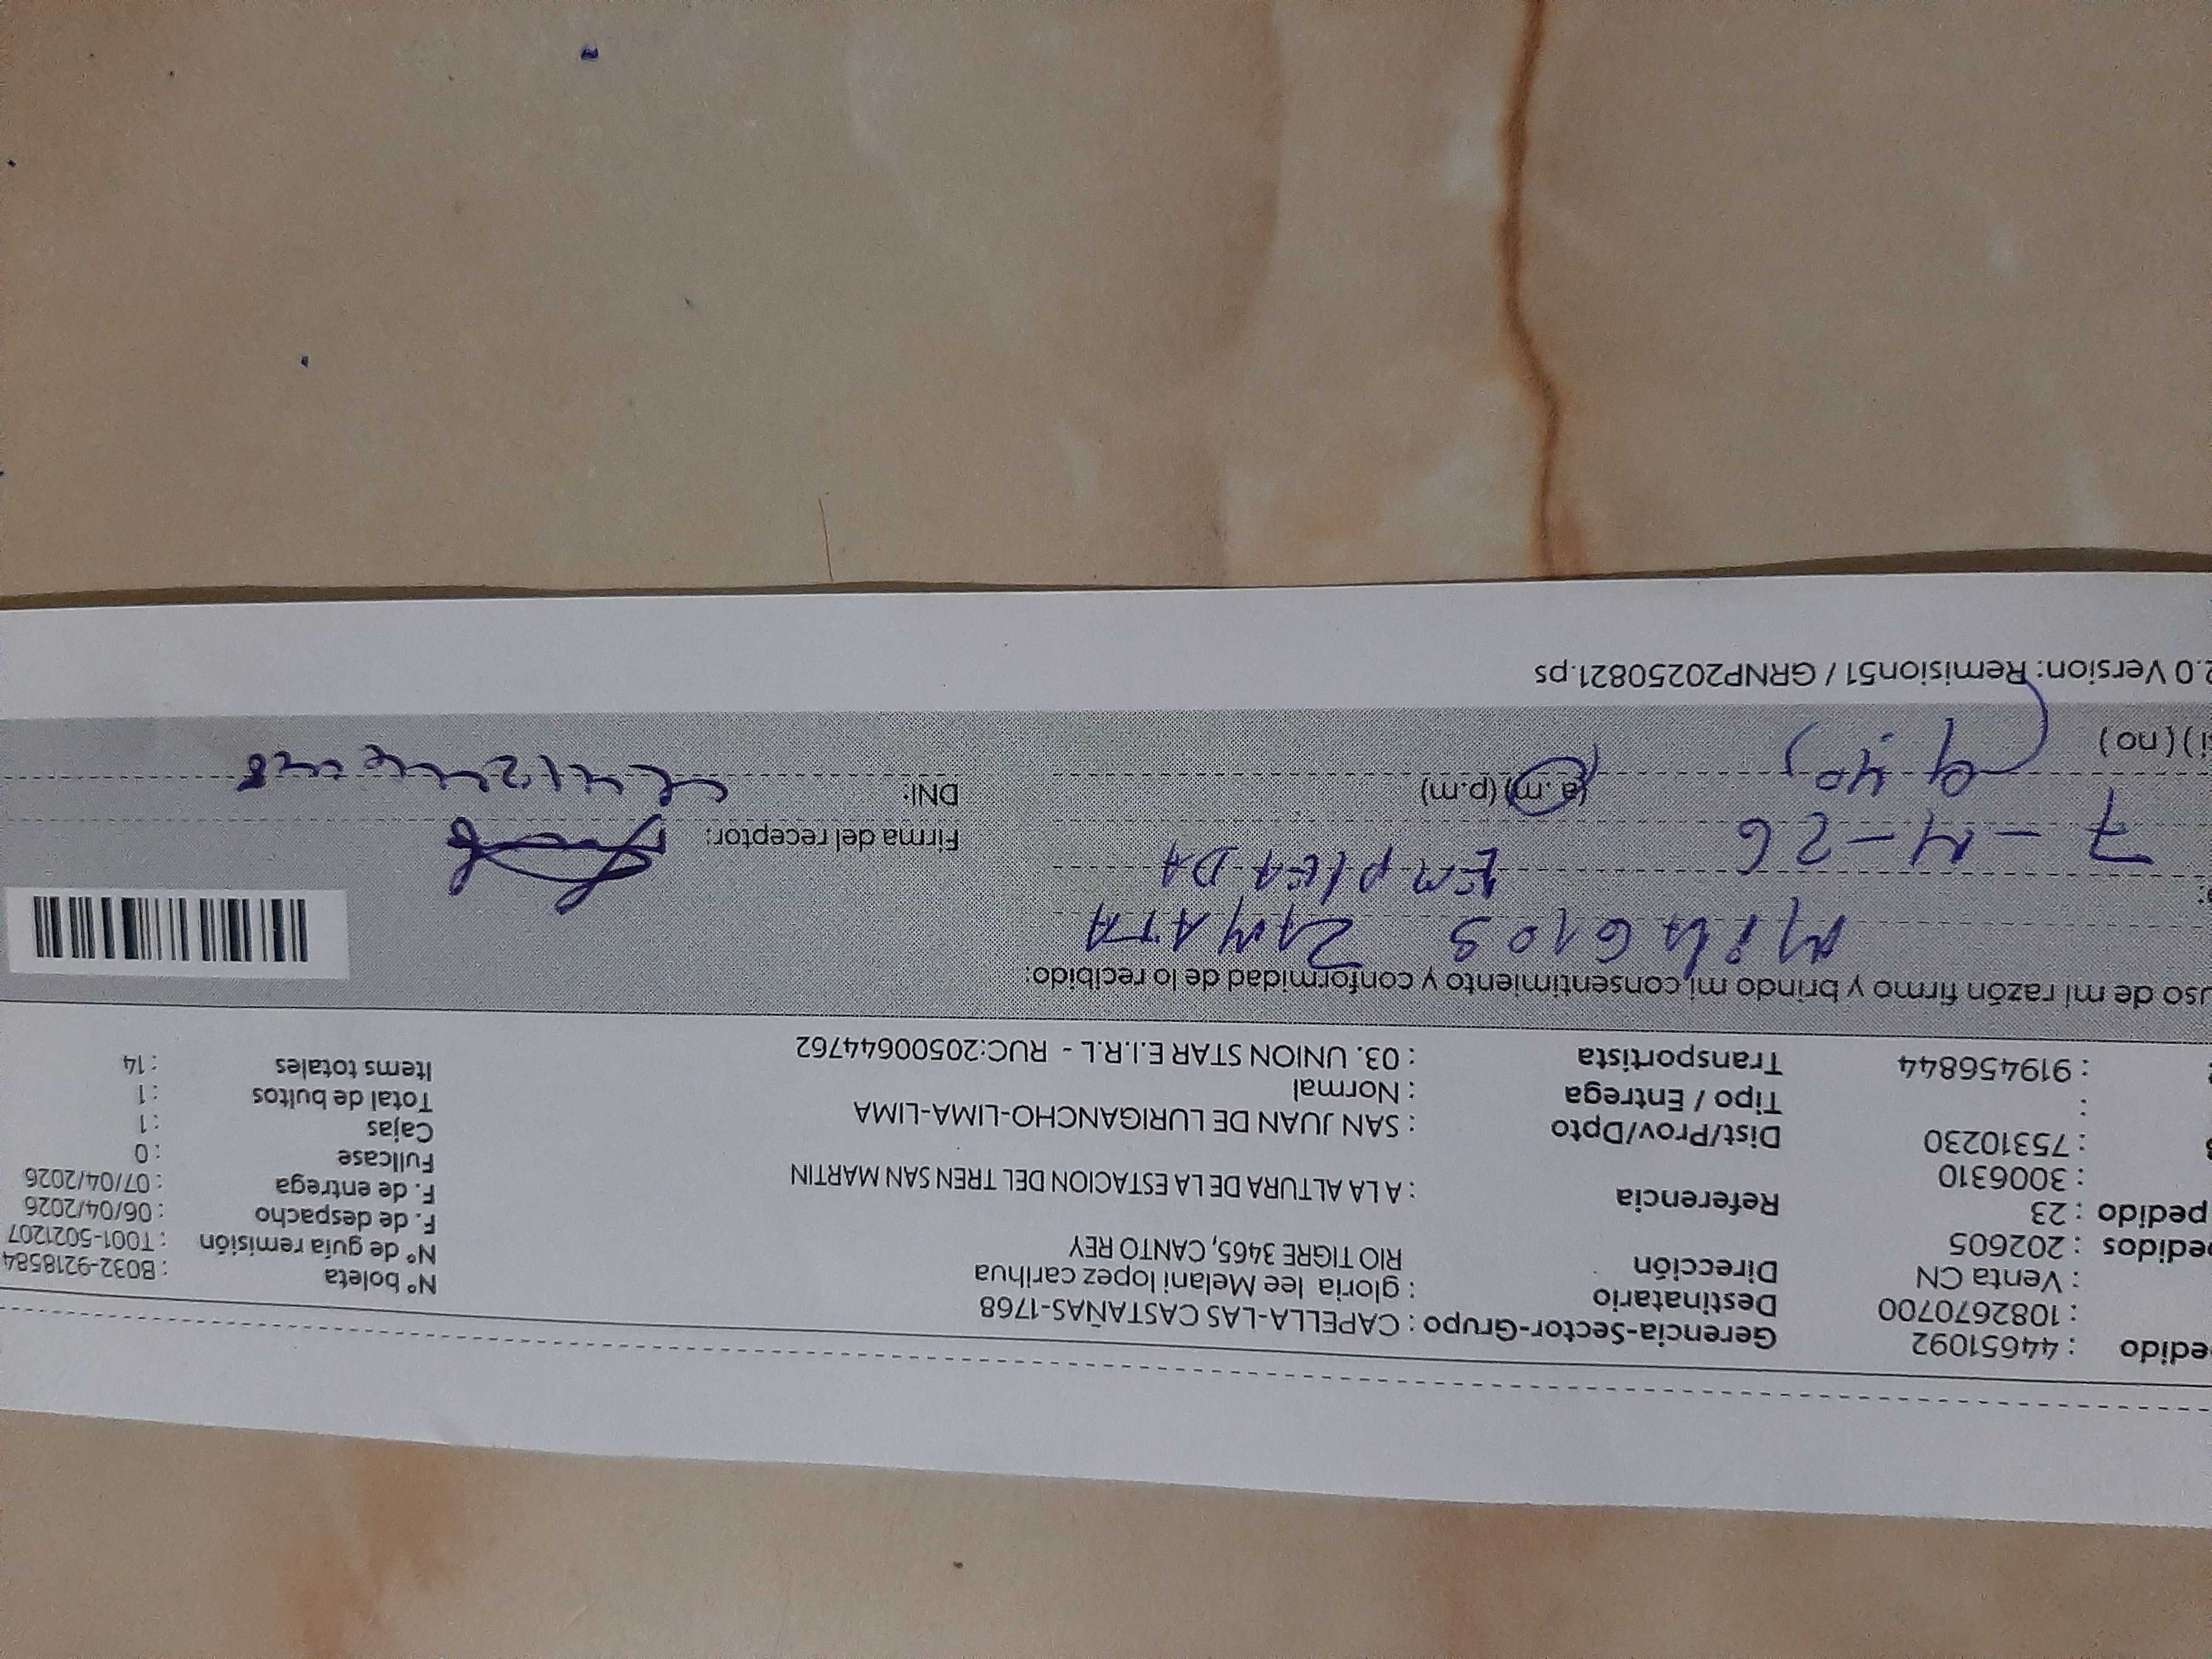 edido : 44651092 Gerencia-Sector-Grupo : CAPELLA-LAS CASTAÑAS-1768
: 1082670700 Destinatario : gloria lee Melani lopez carihua Nº boleta : B032-9218584
: Venta CN Dirección RIO TIGRE 3465, CANTO REY Nº de guía remisión : T001-5021207
edidos : 202605 F. de despacho : 06/04/2026
pedido : 23 Referencia : A LA ALTURA DE LA ESTACION DEL TREN SAN MARTIN F. de entrega : 07/04/2026
: 3006310 Fullcase : 0
: 75310230 Dist/Prov/Dpto : SAN JUAN DE LURIGANCHO-LIMA-LIMA Cajas : 1
: Tipo / Entrega : Normal Total de bultos : 1
: 919456844 Transportista : 03. UNION STAR E.I.R.L - RUC:20500644762 Items totales : 14
uso de mi razón firmo y brindo mi consentimiento y conformidad de lo recibido:
MILAGROS ZAMATA
EMPLEADA
7-4-26 Firma del receptor:
9:40 (a.m) (p.m) DNI:
i) ( no )
2.0 Version: Remision51 / GRNP20250821.ps